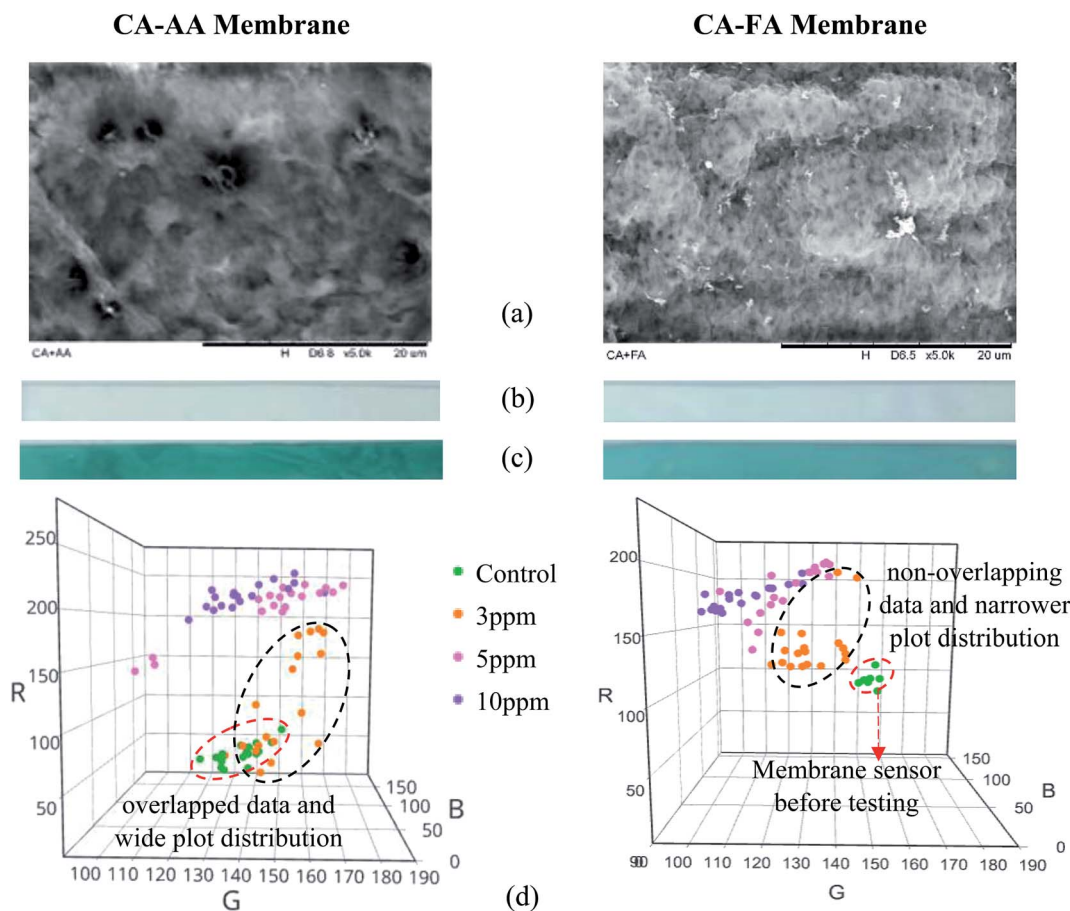 CA-AA Membrane
CA-FA Membrane
CA+AA H D6.8 x5.0k 20 um
CA+FA H D6.5 x5.0k 20 um
(a)
(b)
(c)
250
200
150
100
50
R
100 110 120 130 140 150 160 170 180 190
G
150
100
50
0
B
overlapped data and
wide plot distribution
Control
3ppm
5ppm
10ppm
200
150
100
50
R
90 100 110 120 130 140 150 160 170 180 190
G
150
100
50
0
B
non-overlapping
data and narrower
plot distribution
Membrane sensor
before testing
(d)